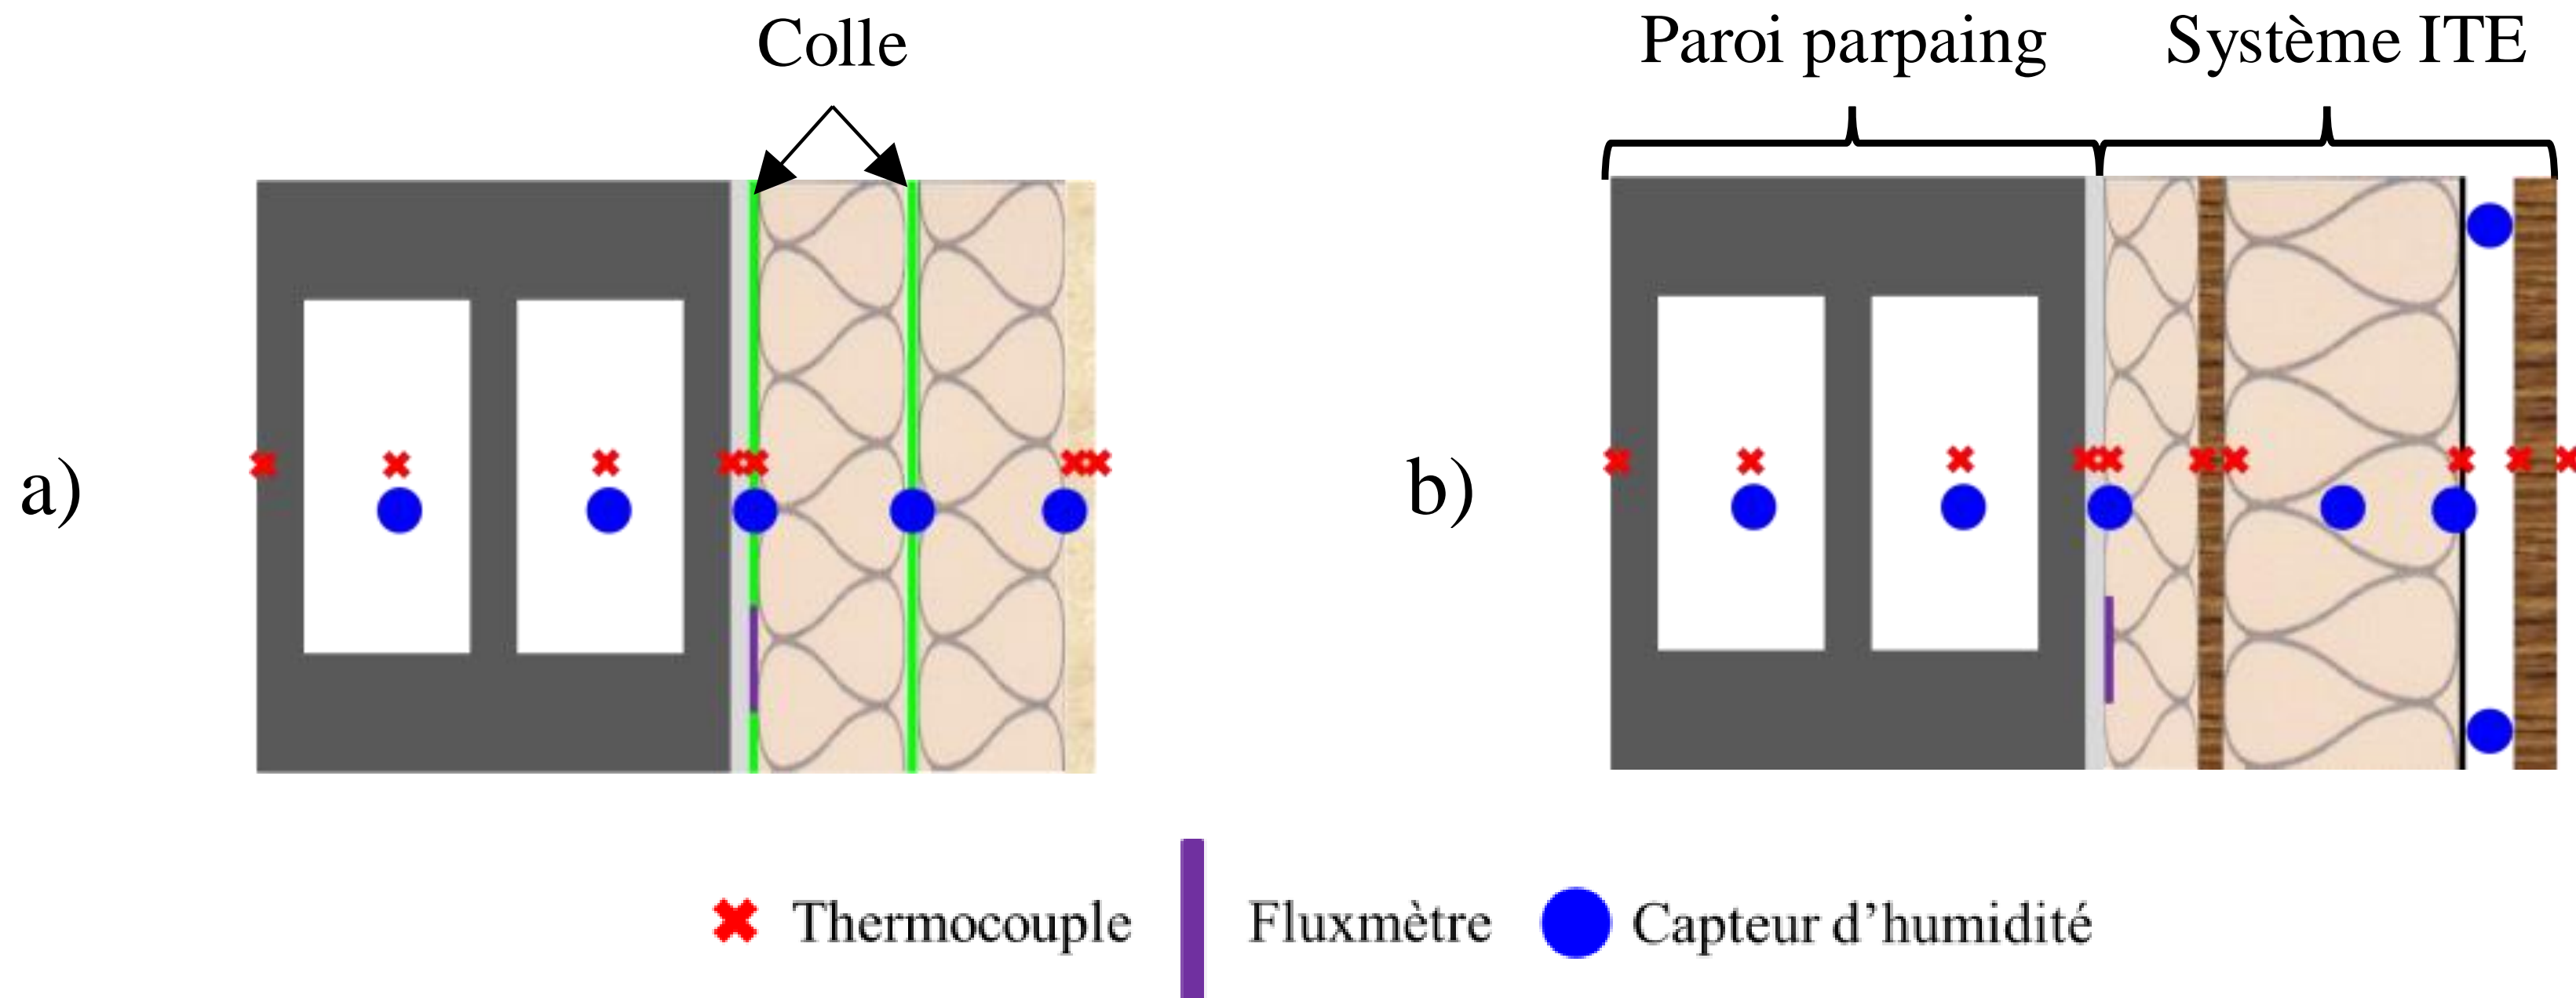 Colle
Paroi parpaing
Système ITE
a)
b)
Thermocouple
Fluxmètre
Capteur d’humidité